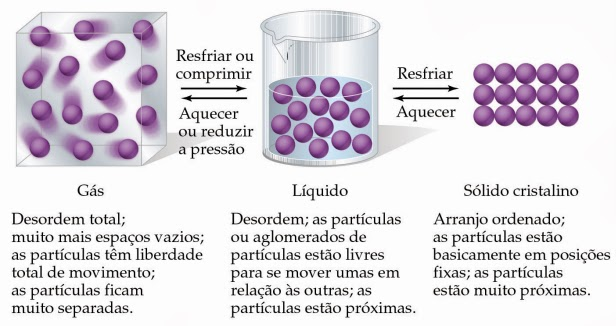 Resfriar ou
comprimir
Aquecer
ou reduzir
a pressão
Resfriar
Aquecer
Gás
Desordem total;
muito mais espaços vazios;
as partículas têm liberdade
total de movimento;
as partículas ficam
muito separadas.
Líquido
Desordem; as partículas
ou aglomerados de
partículas estão livres
para se mover umas em
relação às outras; as
partículas estão próximas.
Sólido cristalino
Arranjo ordenado;
as partículas estão
basicamente em posições
fixas; as partículas
estão muito próximas.